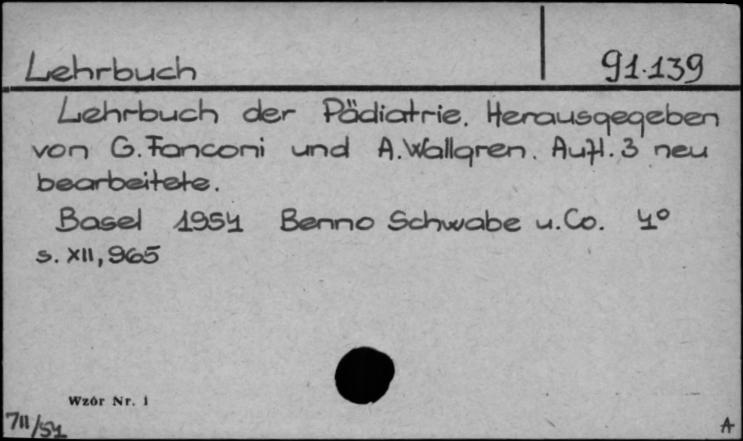 Lehrbuch 91.139
Lehrbuch der Pädiatrie. Herausgegeben
von G. Fanconi und A. Wallgren. Aufl. 3 neu
bearbeitete.
Basel 1954 Benno Schwabe u. Co. 4°
s. XII, 965
Wzór Nr. 1
711/54 A